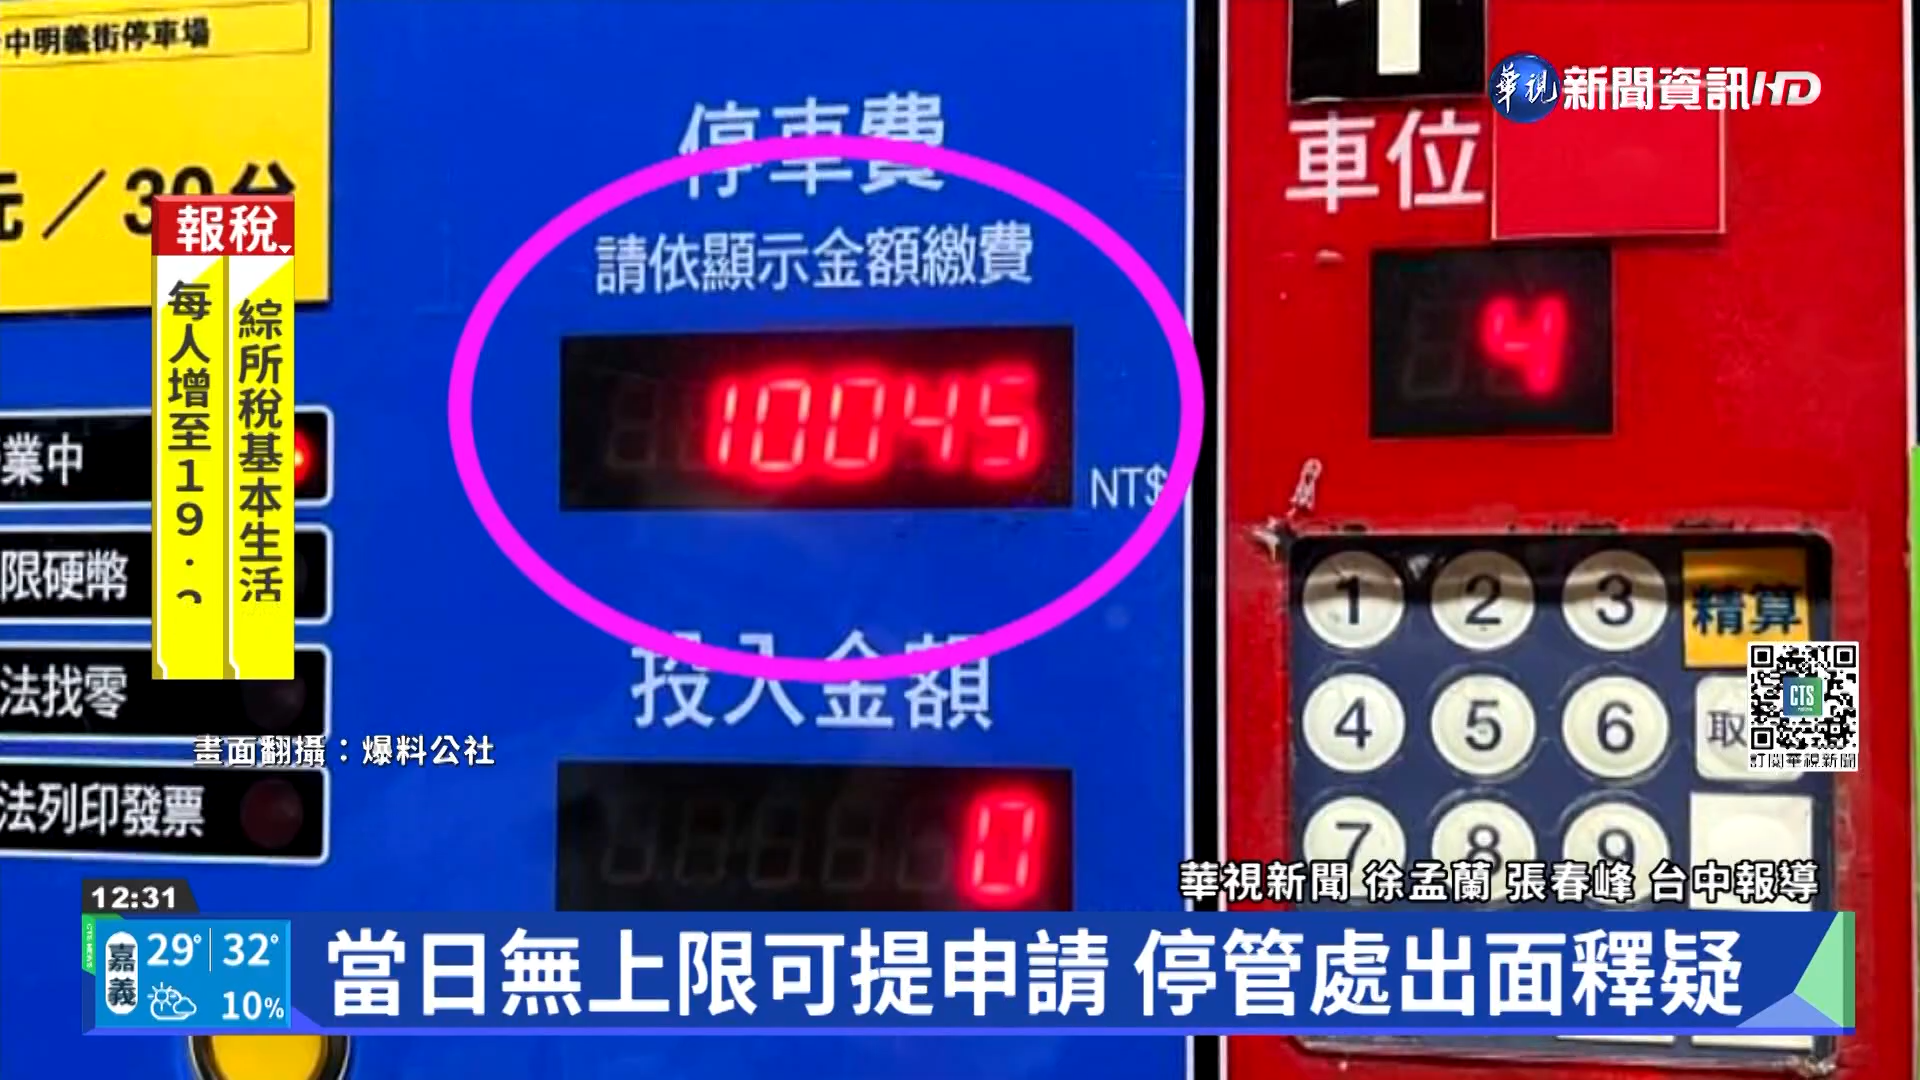 中明義街停車場
元／30分
停車費
請依顯示金額繳費
10045
NT$
投入金額
0
業中
限硬幣
法找零
法列印發票
車位
4
1 2 3 精算
4 5 6 取
7 8 9
華視 新聞資訊HD
報稅
綜所稅基本生活
每人增至19.
畫面翻攝：爆料公社
CTS
訂閱華視新聞
華視新聞 徐孟蘭 張春峰 台中報導
12:31
嘉義
29° 32°
10%
當日無上限可提申請 停管處出面釋疑